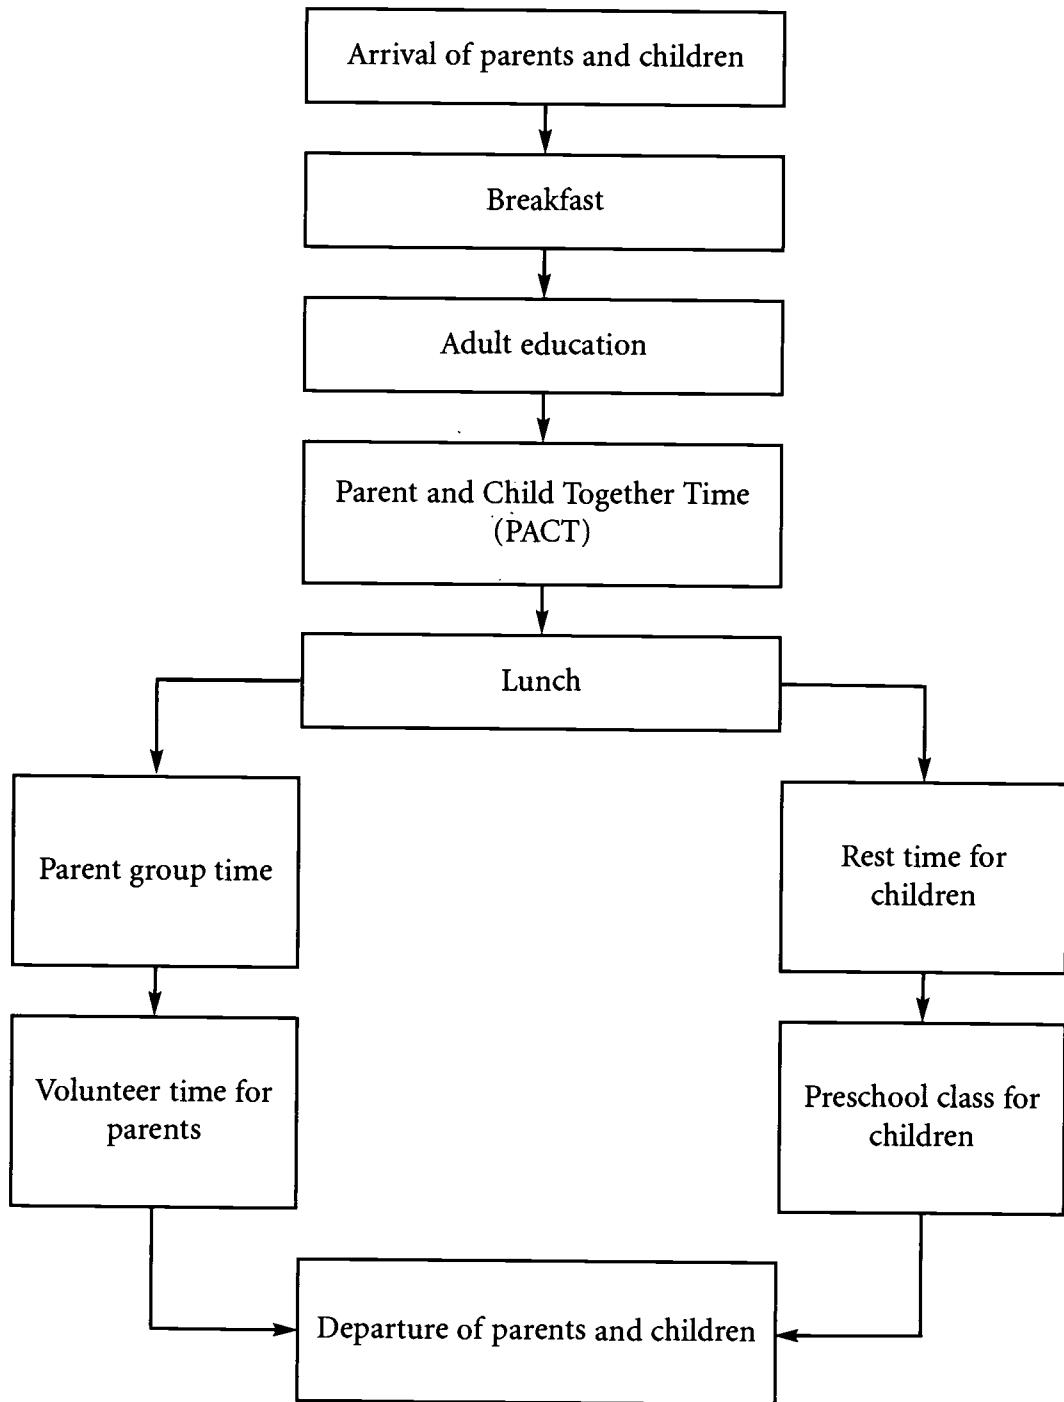 Arrival of parents and children
Breakfast
Adult education
Parent and Child Together Time
(PACT)
Lunch
Parent group time
Rest time for
children
Volunteer time for
parents
Preschool class for
children
Departure of parents and children